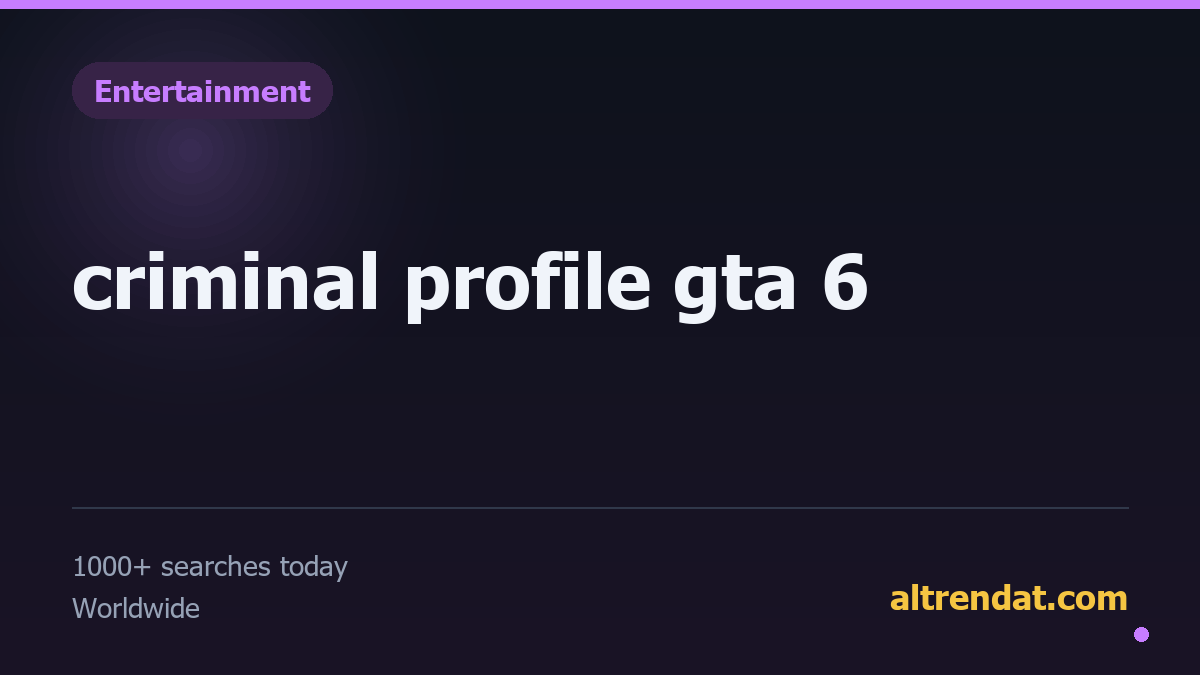 Entertainment
criminal profile gta 6
1000+ searches today
Worldwide
altrendat.com